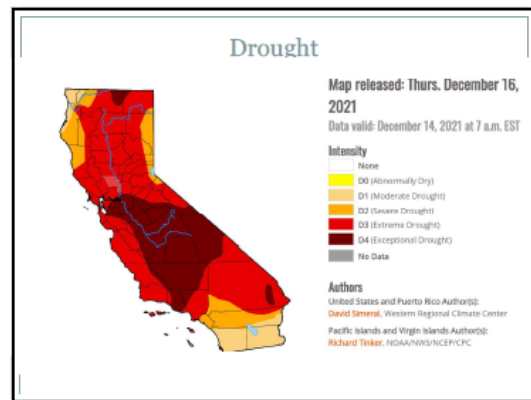 Drought
Map released: Thurs. December 16,
2021
Data valid: December 14, 2021 at 7 a.m. EST
Intensity
None
D0 (Abnormally Dry)
D1 (Moderate Drought)
D2 (Severe Drought)
D3 (Extreme Drought)
D4 (Exceptional Drought)
No Data
Authors
United States and Puerto Rico Author(s):
David Simeral, Western Regional Climate Center
Pacific Islands and Virgin Islands Author(s):
Richard Tinker, NOAA/NWS/NCEP/CPC